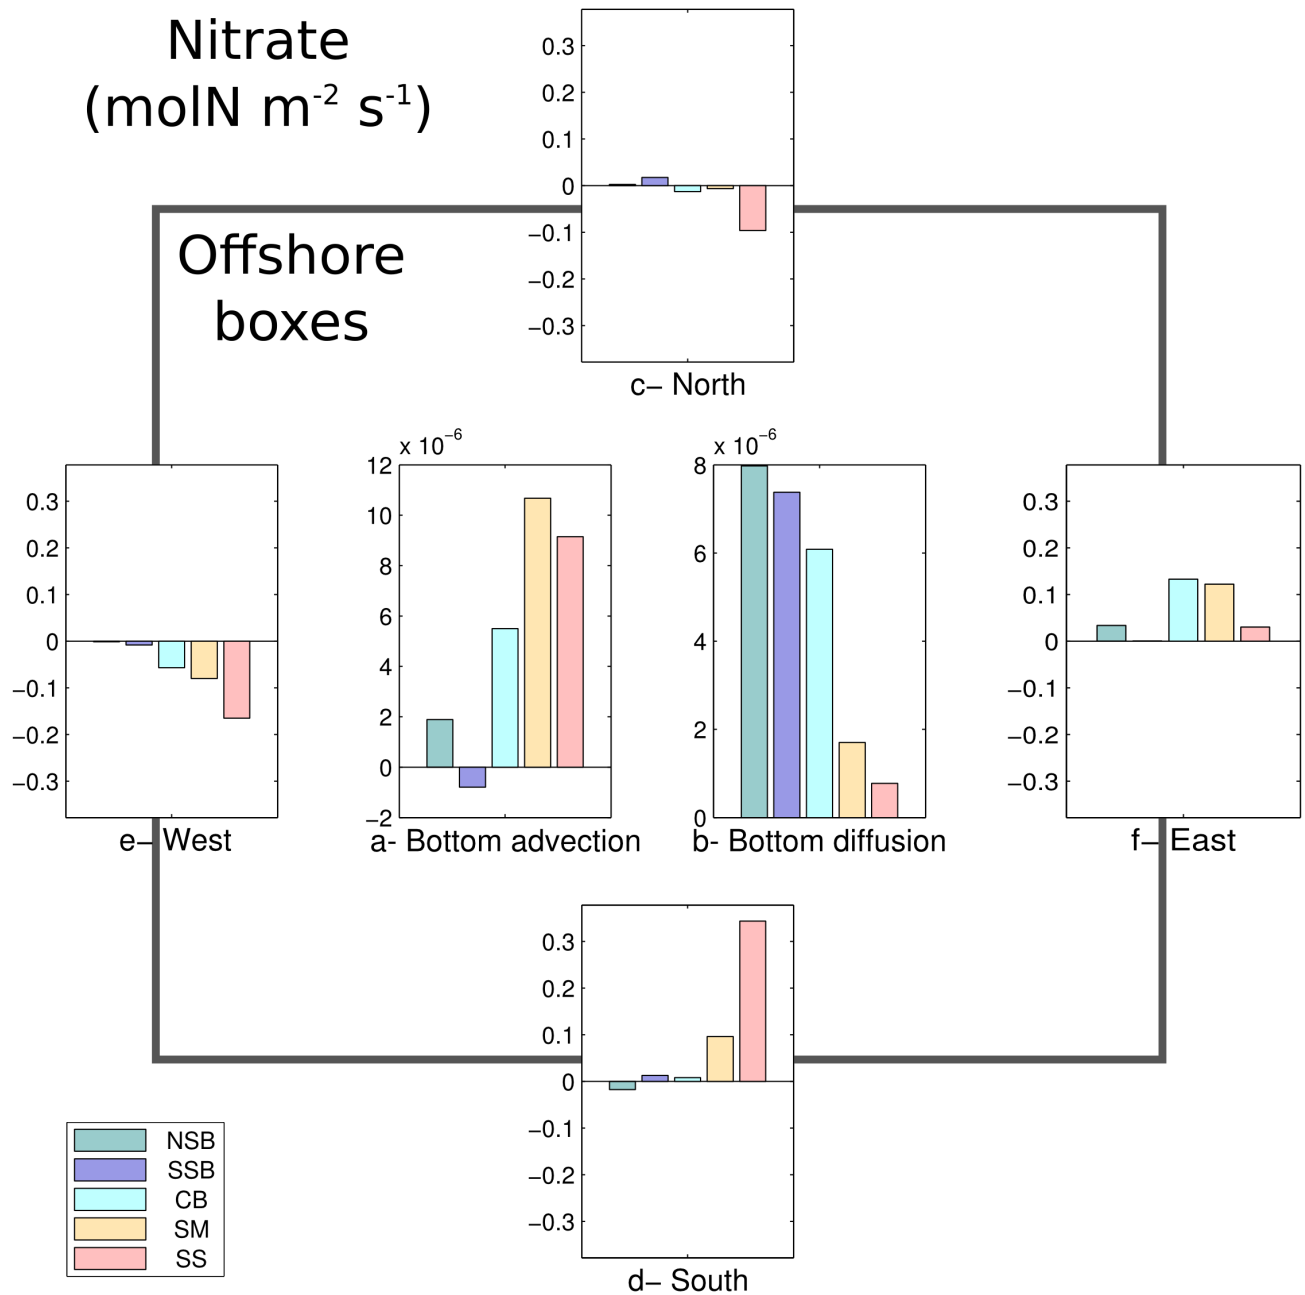 Nitrate
(molN m-2 s-1)
0.3
0.2
0.1
0
−0.1
−0.2
−0.3
c− North
Offshore
boxes
0.3
0.2
0.1
0
−0.1
−0.2
−0.3
e− West
x 10−6
12
10
8
6
4
2
0
−2
a- Bottom advection
x 10−6
8
6
4
2
0
b- Bottom diffusion
0.3
0.2
0.1
0
−0.1
−0.2
−0.3
f− East
0.3
0.2
0.1
0
−0.1
−0.2
−0.3
d− South
NSB
SSB
CB
SM
SS